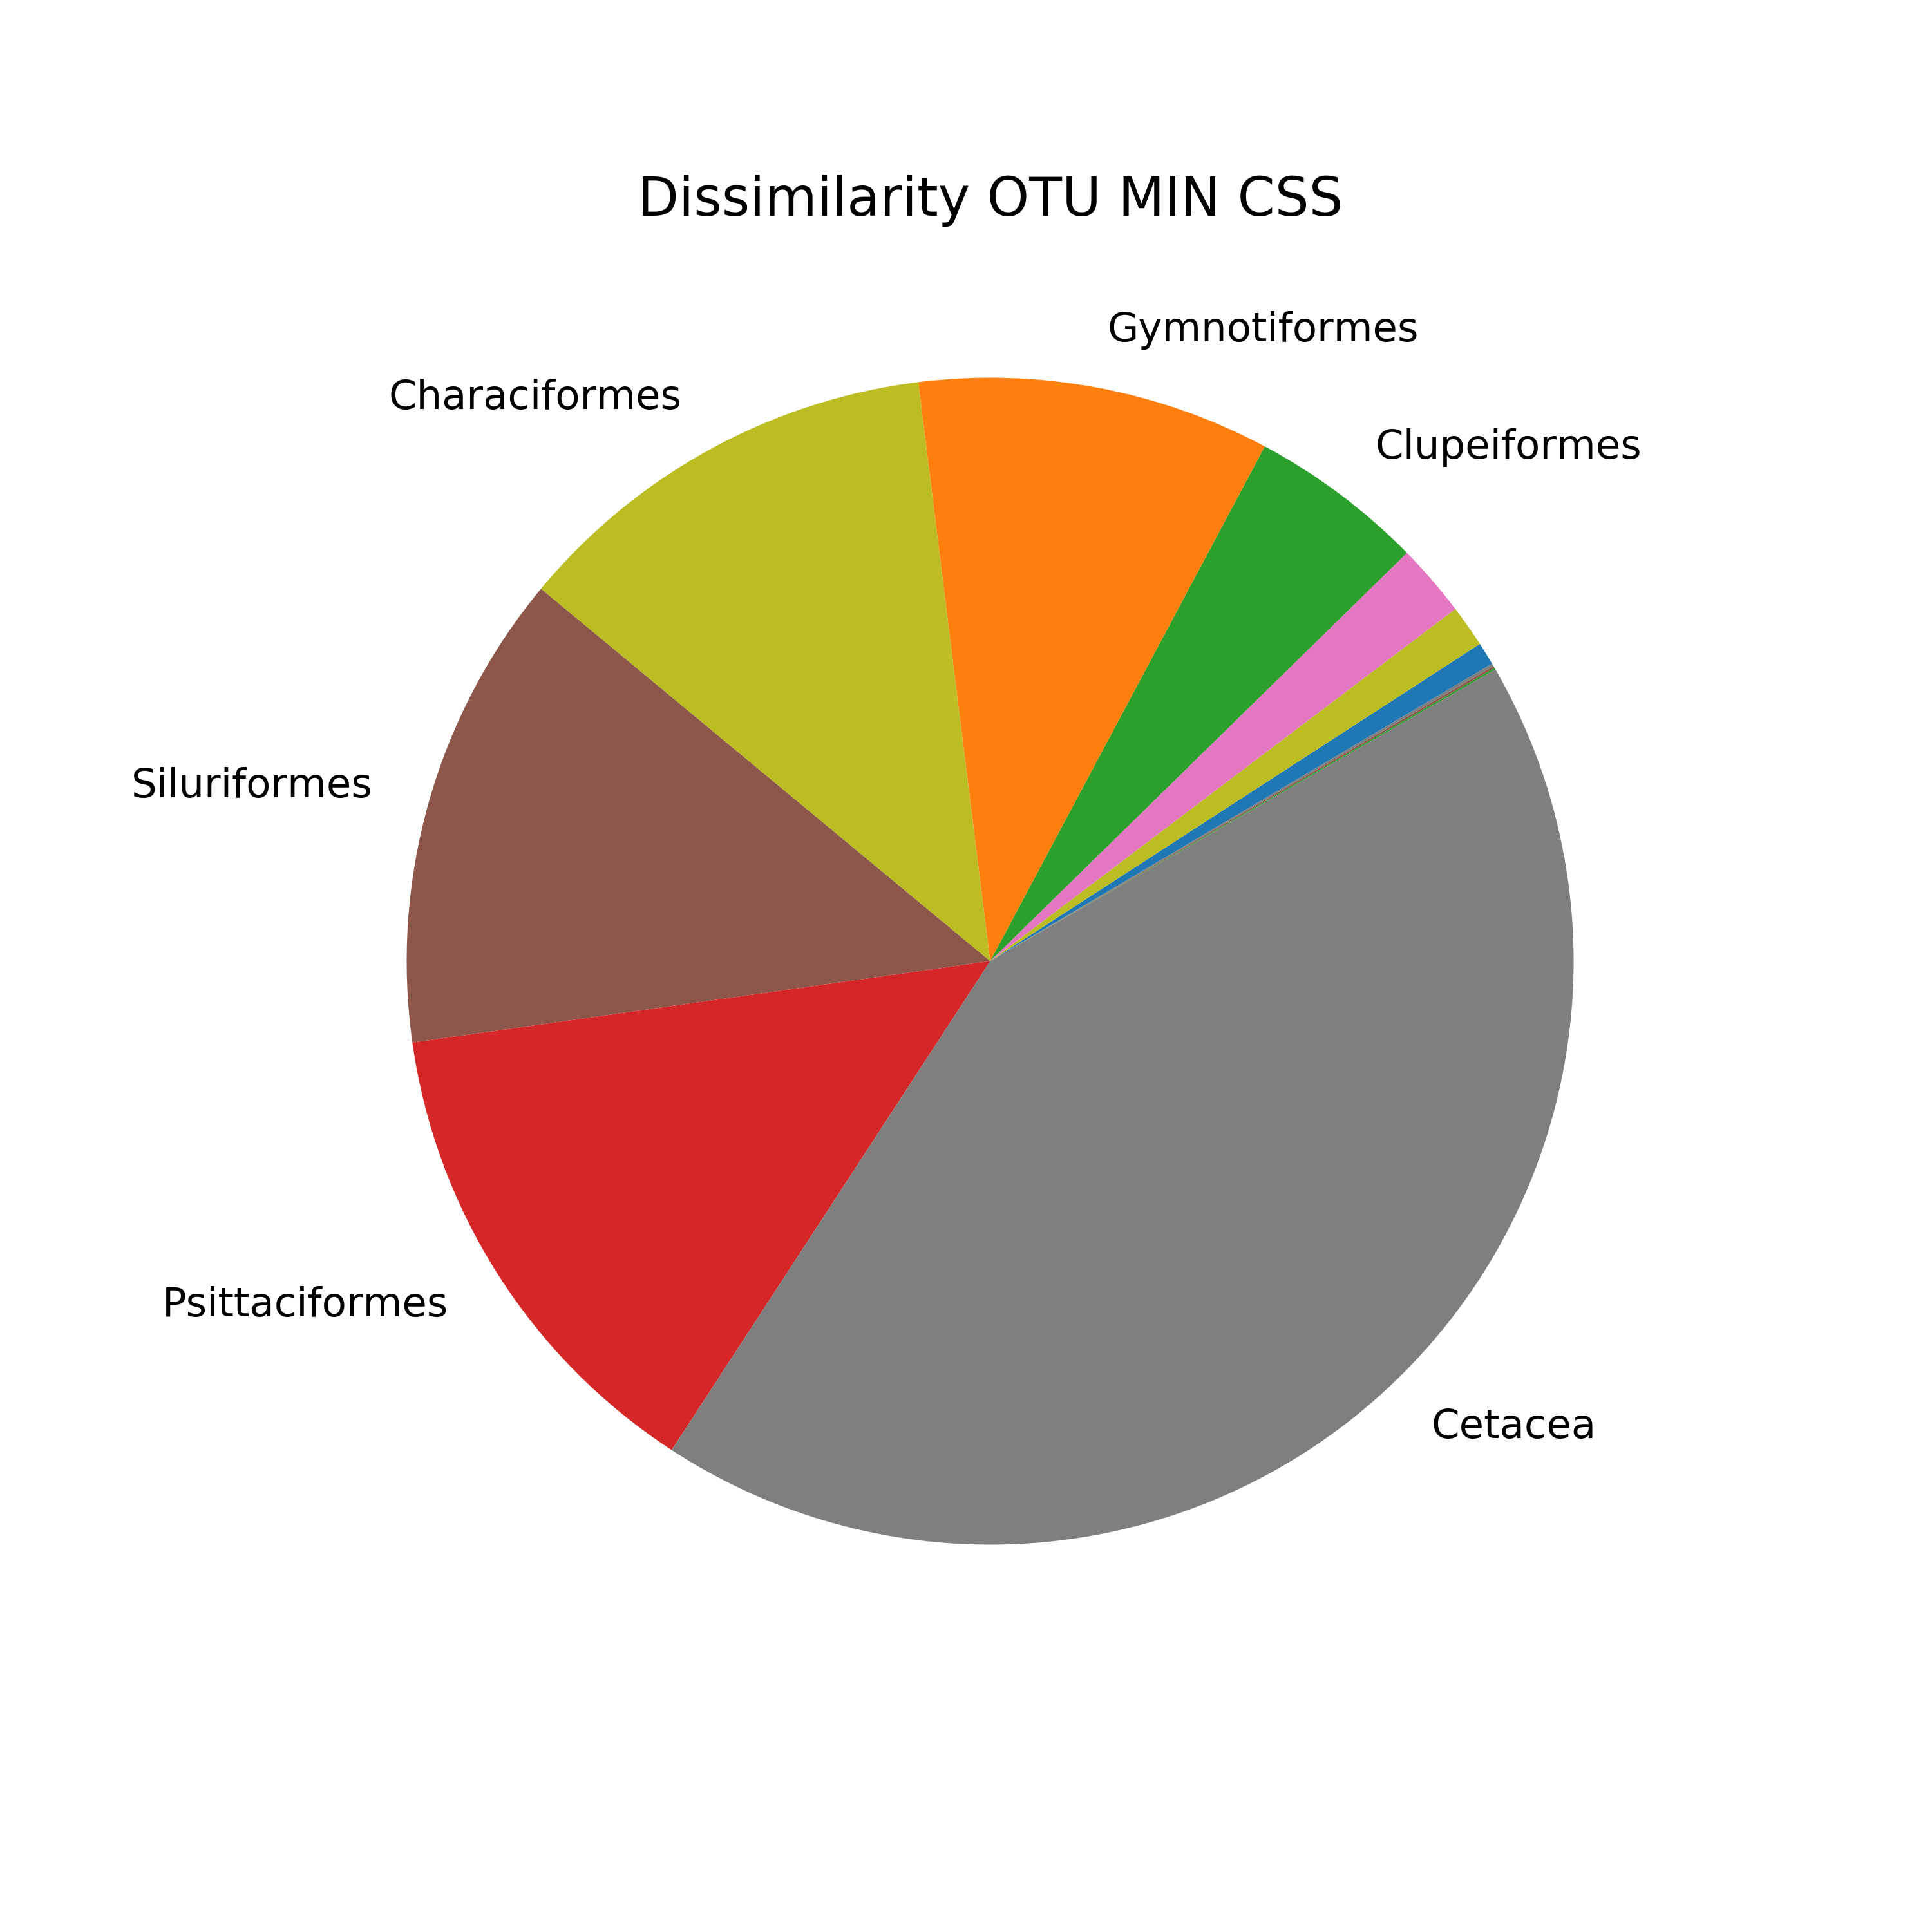 Dissimilarity OTU MIN CSS
Gymnotiformes
Characiformes
Clupeiformes
Siluriformes
Psittaciformes
Cetacea